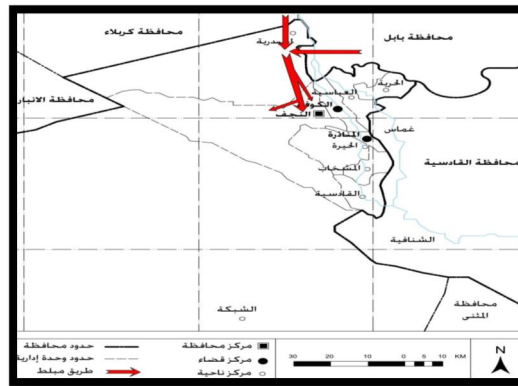 محافظة كربلاء
محافظة بابل
الحيدرية
الحرية
العباسية
محافظة الانبار
الكوفة
النجف
غماس
المناذرة
الحيرة
محافظة القادسية
المشخاب
القادسية
الشنافية
محافظة
المثنى
الشبكة
حدود محافظة
مركز محافظة
حدود وحدة إدارية
مركز قضاء
طريق مبلط
مركز ناحية
30 20 10 0 5 10 KM
N